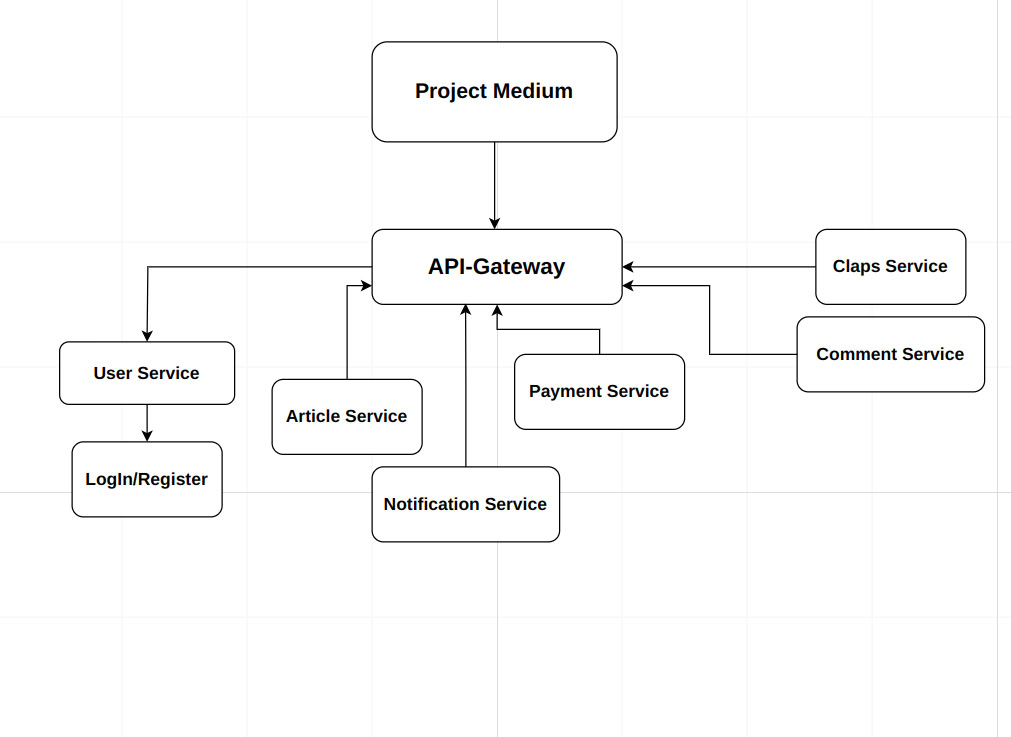 Project Medium
API-Gateway
Claps Service
Comment Service
User Service
Payment Service
Article Service
LogIn/Register
Notification Service